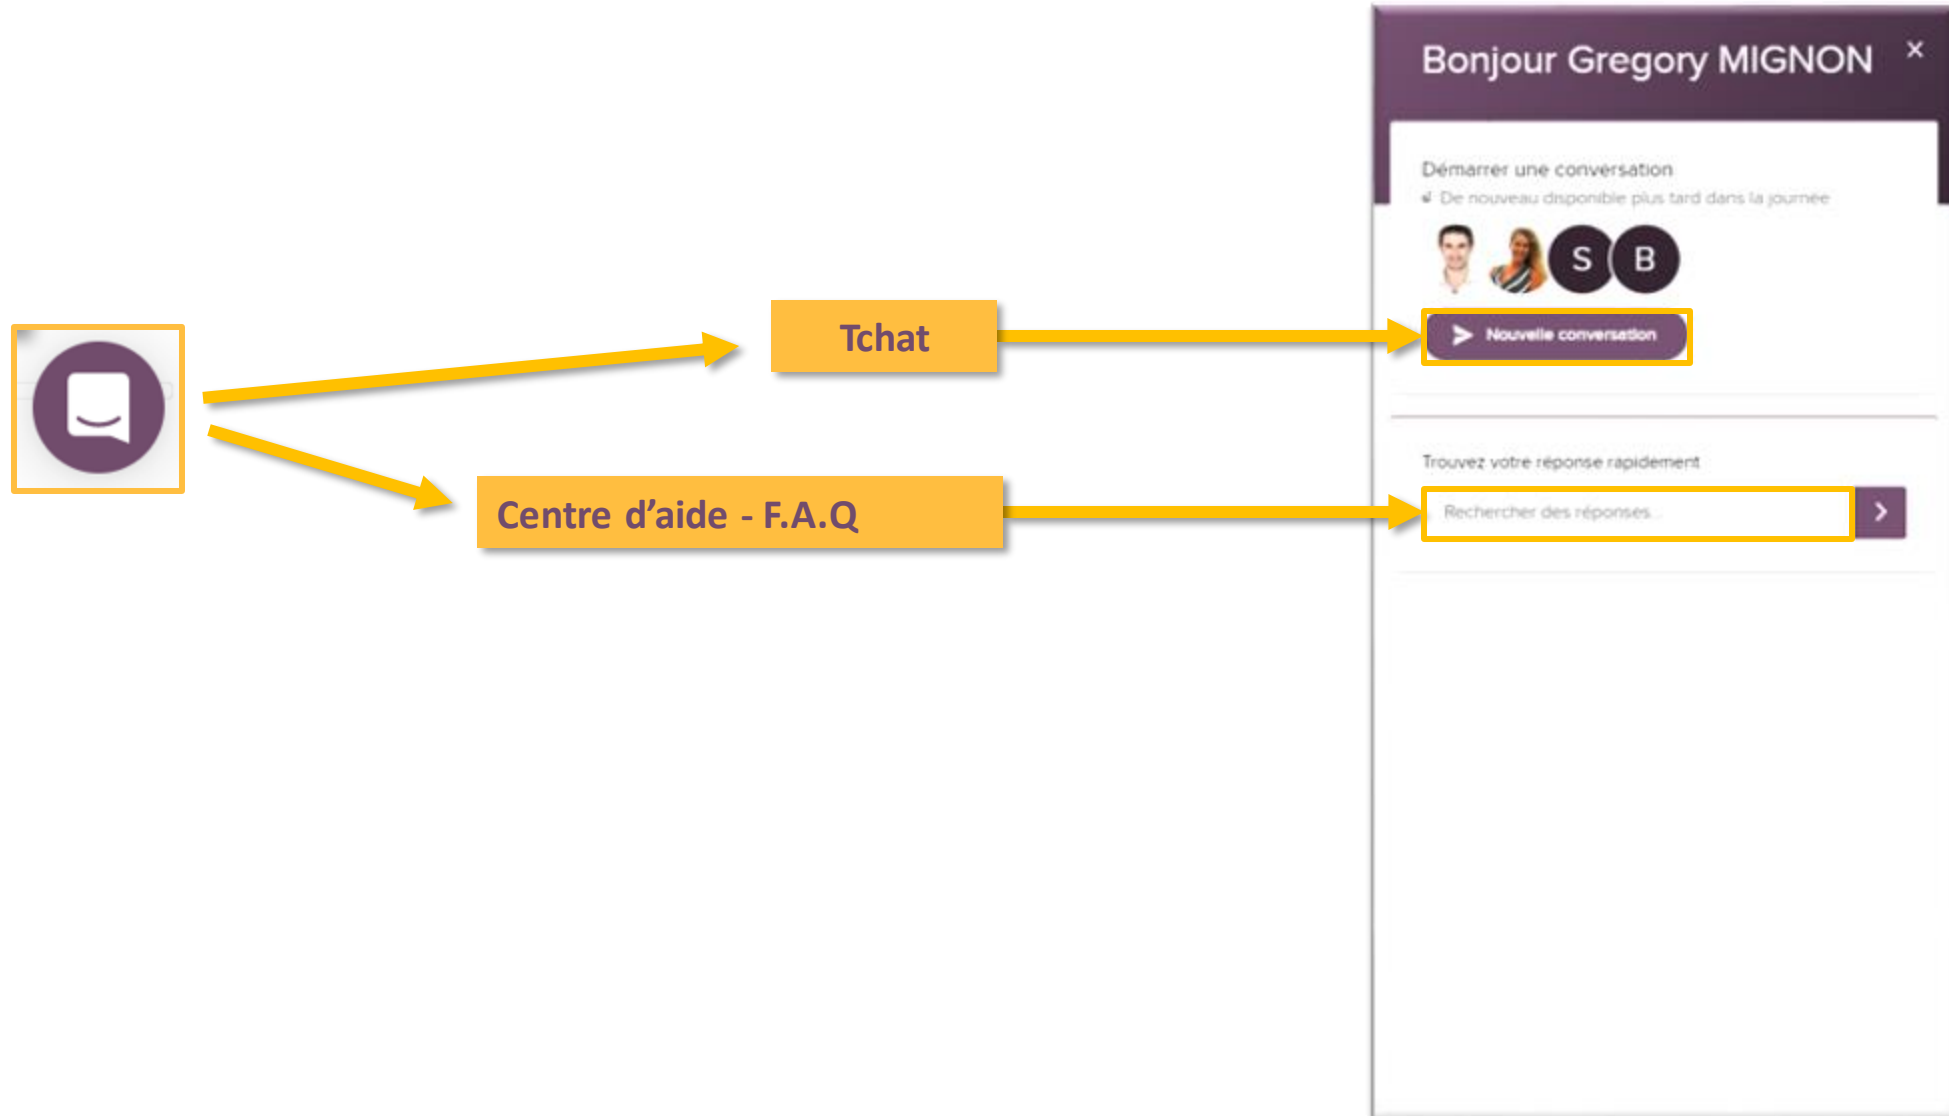 Bonjour Gregory MIGNON
Démarrer une conversation
De nouveau disponible plus tard dans la journée
S B
Tchat
Nouvelle conversation
Trouvez votre réponse rapidement
Centre d’aide - F.A.Q
Rechercher des réponses...